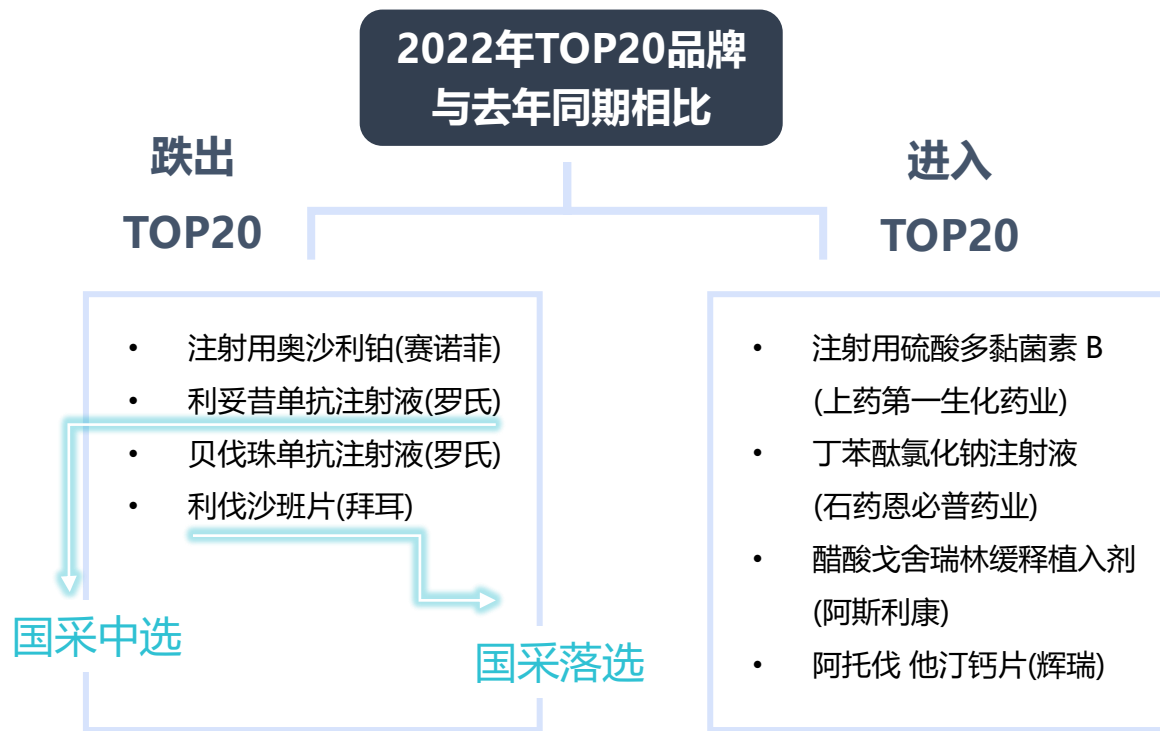 2022年TOP20品牌
与去年同期相比
跌出
TOP20
• 注射用奥沙利铂(赛诺菲)
• 利妥昔单抗注射液(罗氏)
• 贝伐珠单抗注射液(罗氏)
• 利伐沙班片(拜耳)
国采中选
国采落选
进入
TOP20
• 注射用硫酸多黏菌素 B
(上药第一生化药业)
• 丁苯酞氯化钠注射液
(石药恩必普药业)
• 醋酸戈舍瑞林缓释植入剂
(阿斯利康)
• 阿托伐 他汀钙片(辉瑞)